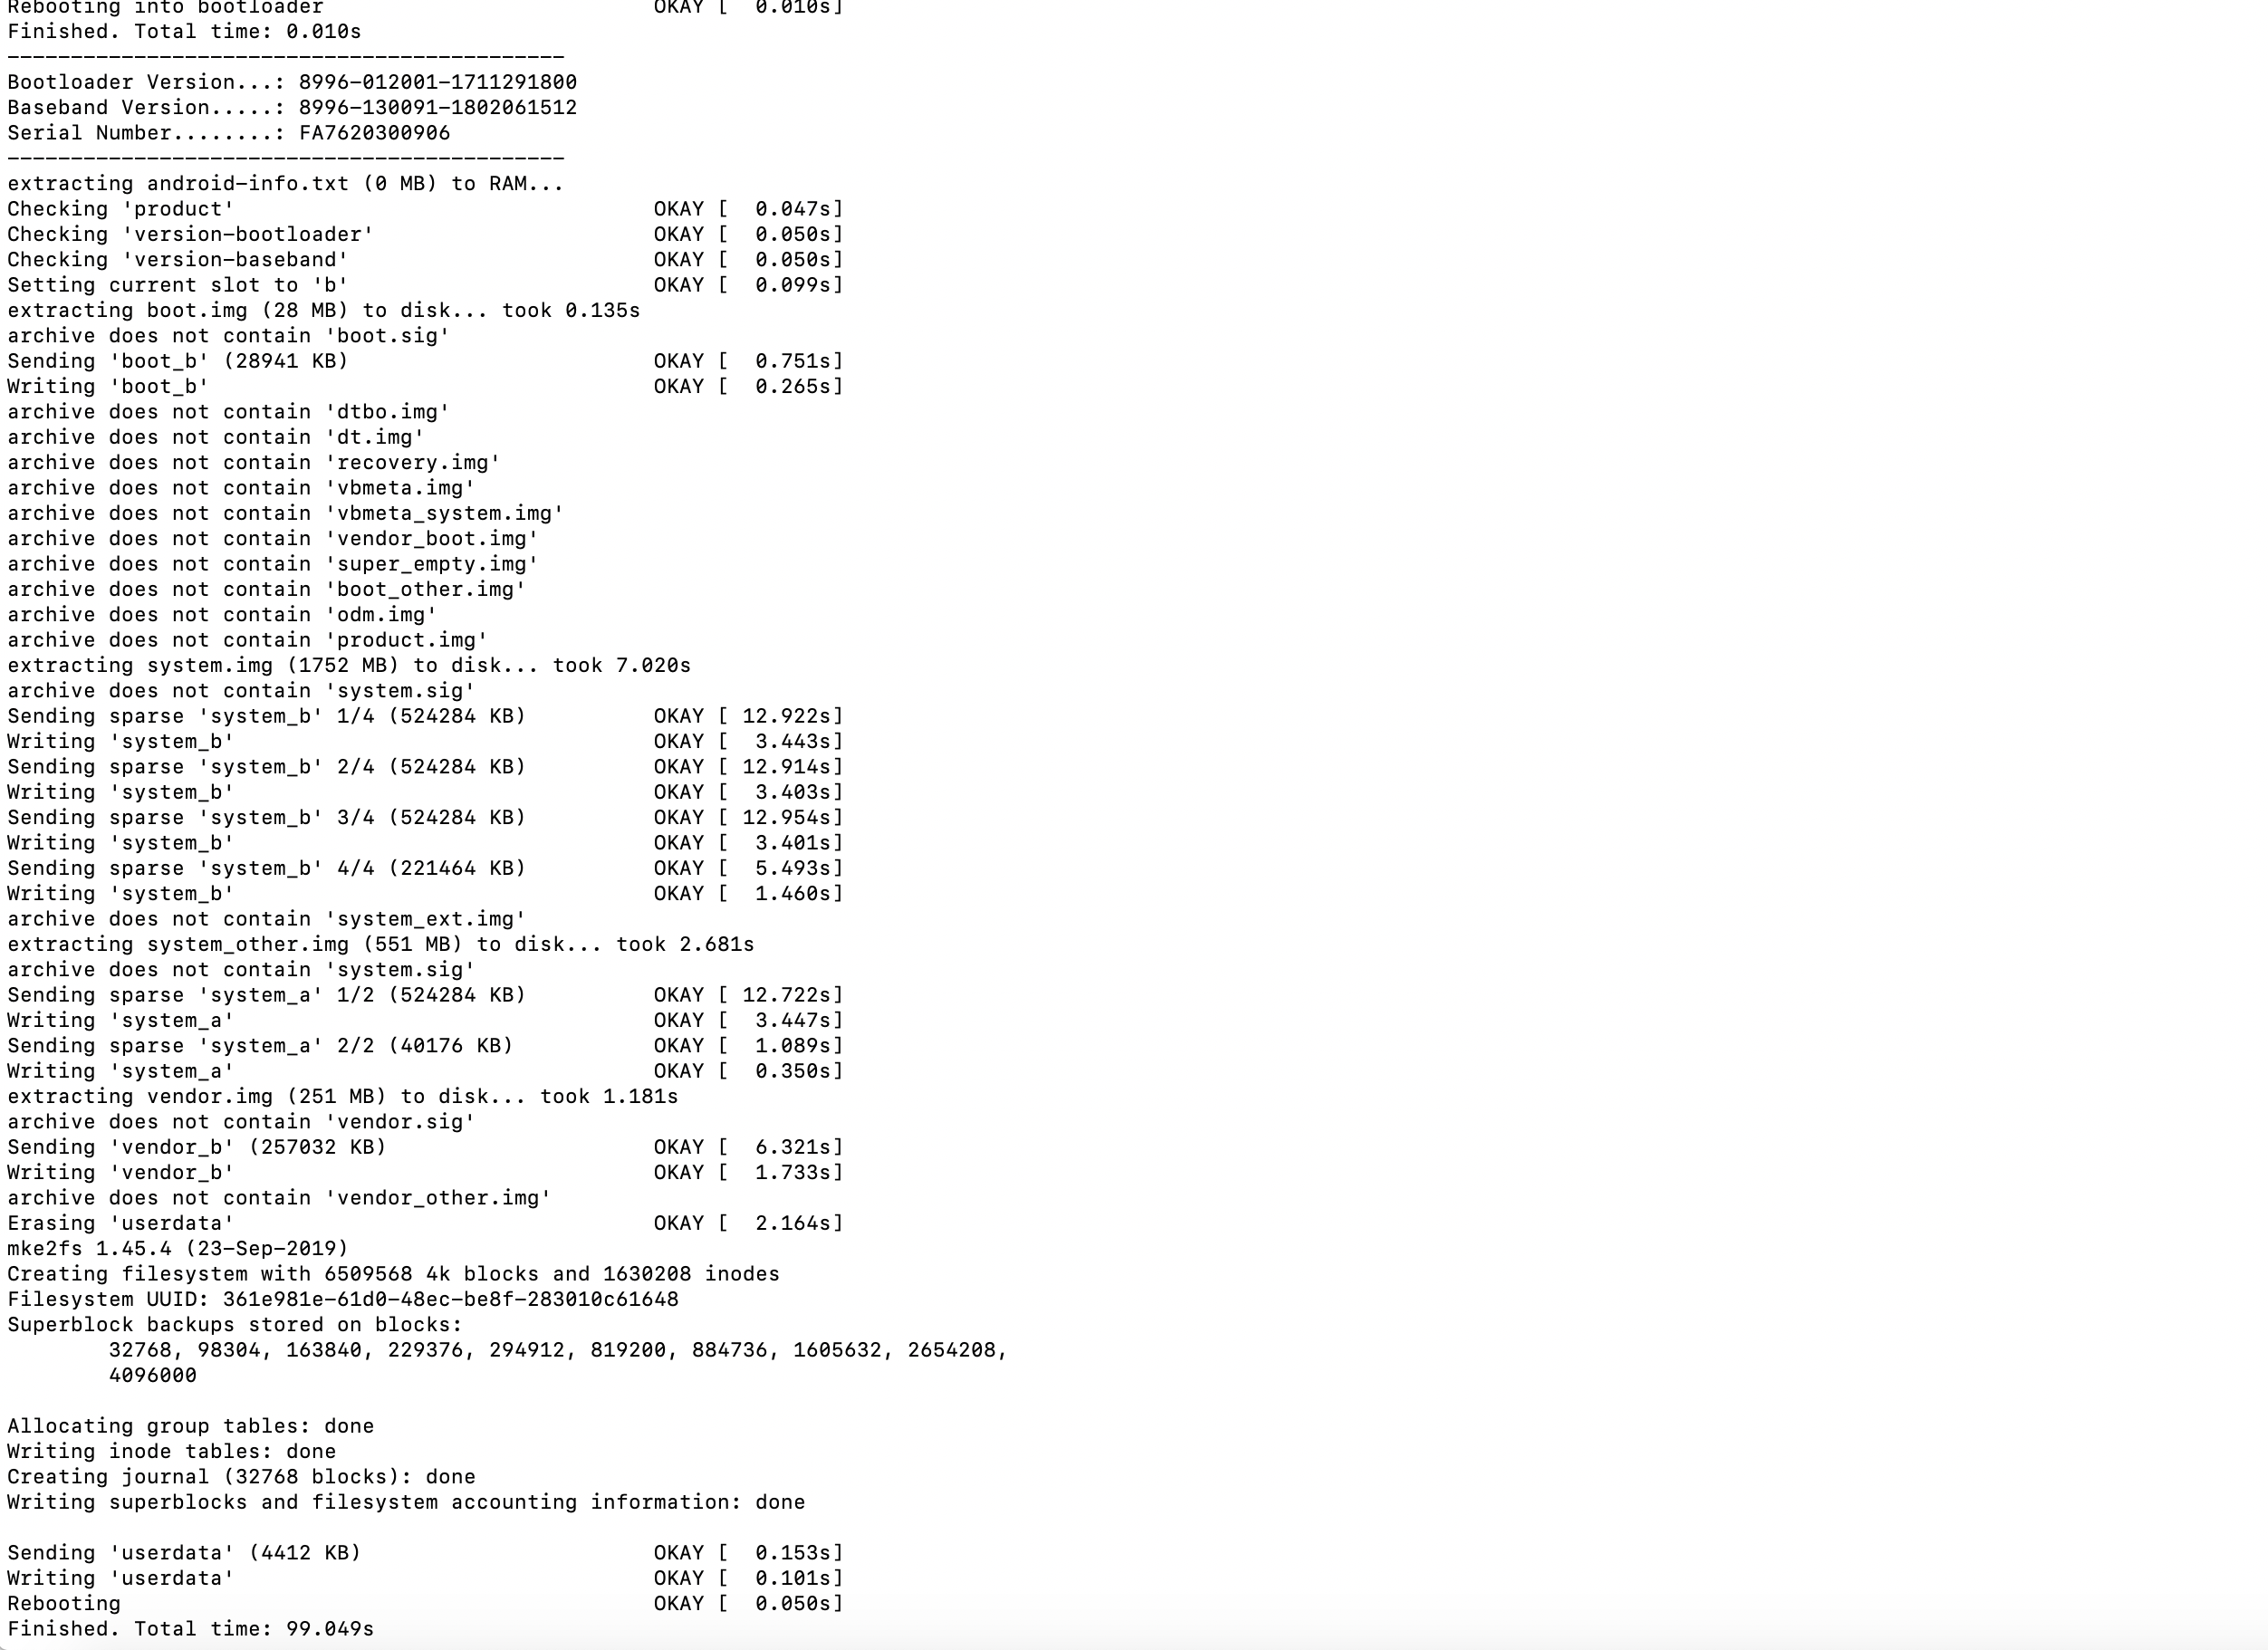 Rebooting into bootloader                          OKAY [  0.010s]
Finished. Total time: 0.010s
--------------------------------------------
Bootloader Version...: 8996-012001-1711291800
Baseband Version.....: 8996-130091-1802061512
Serial Number........: FA7620300906
--------------------------------------------
extracting android-info.txt (0 MB) to RAM...
Checking 'product'                                 OKAY [  0.047s]
Checking 'version-bootloader'                      OKAY [  0.050s]
Checking 'version-baseband'                        OKAY [  0.050s]
Setting current slot to 'b'                        OKAY [  0.099s]
extracting boot.img (28 MB) to disk... took 0.135s
archive does not contain 'boot.sig'
Sending 'boot_b' (28941 KB)                        OKAY [  0.751s]
Writing 'boot_b'                                   OKAY [  0.265s]
archive does not contain 'dtbo.img'
archive does not contain 'dt.img'
archive does not contain 'recovery.img'
archive does not contain 'vbmeta.img'
archive does not contain 'vbmeta_system.img'
archive does not contain 'vendor_boot.img'
archive does not contain 'super_empty.img'
archive does not contain 'boot_other.img'
archive does not contain 'odm.img'
archive does not contain 'product.img'
extracting system.img (1752 MB) to disk... took 7.020s
archive does not contain 'system.sig'
Sending sparse 'system_b' 1/4 (524284 KB)          OKAY [ 12.922s]
Writing 'system_b'                                 OKAY [  3.443s]
Sending sparse 'system_b' 2/4 (524284 KB)          OKAY [ 12.914s]
Writing 'system_b'                                 OKAY [  3.403s]
Sending sparse 'system_b' 3/4 (524284 KB)          OKAY [ 12.954s]
Writing 'system_b'                                 OKAY [  3.401s]
Sending sparse 'system_b' 4/4 (221464 KB)          OKAY [  5.493s]
Writing 'system_b'                                 OKAY [  1.460s]
archive does not contain 'system_ext.img'
extracting system_other.img (551 MB) to disk... took 2.681s
archive does not contain 'system.sig'
Sending sparse 'system_a' 1/2 (524284 KB)          OKAY [ 12.722s]
Writing 'system_a'                                 OKAY [  3.447s]
Sending sparse 'system_a' 2/2 (40176 KB)           OKAY [  1.089s]
Writing 'system_a'                                 OKAY [  0.350s]
extracting vendor.img (251 MB) to disk... took 1.181s
archive does not contain 'vendor.sig'
Sending 'vendor_b' (257032 KB)                     OKAY [  6.321s]
Writing 'vendor_b'                                 OKAY [  1.733s]
archive does not contain 'vendor_other.img'
Erasing 'userdata'                                 OKAY [  2.164s]
mke2fs 1.45.4 (23-Sep-2019)
Creating filesystem with 6509568 4k blocks and 1630208 inodes
Filesystem UUID: 361e981e-61d0-48ec-be8f-283010c61648
Superblock backups stored on blocks:
        32768, 98304, 163840, 229376, 294912, 819200, 884736, 1605632, 2654208,
        4096000

Allocating group tables: done
Writing inode tables: done
Creating journal (32768 blocks): done
Writing superblocks and filesystem accounting information: done

Sending 'userdata' (4412 KB)                       OKAY [  0.153s]
Writing 'userdata'                                 OKAY [  0.101s]
Rebooting                                          OKAY [  0.050s]
Finished. Total time: 99.049s